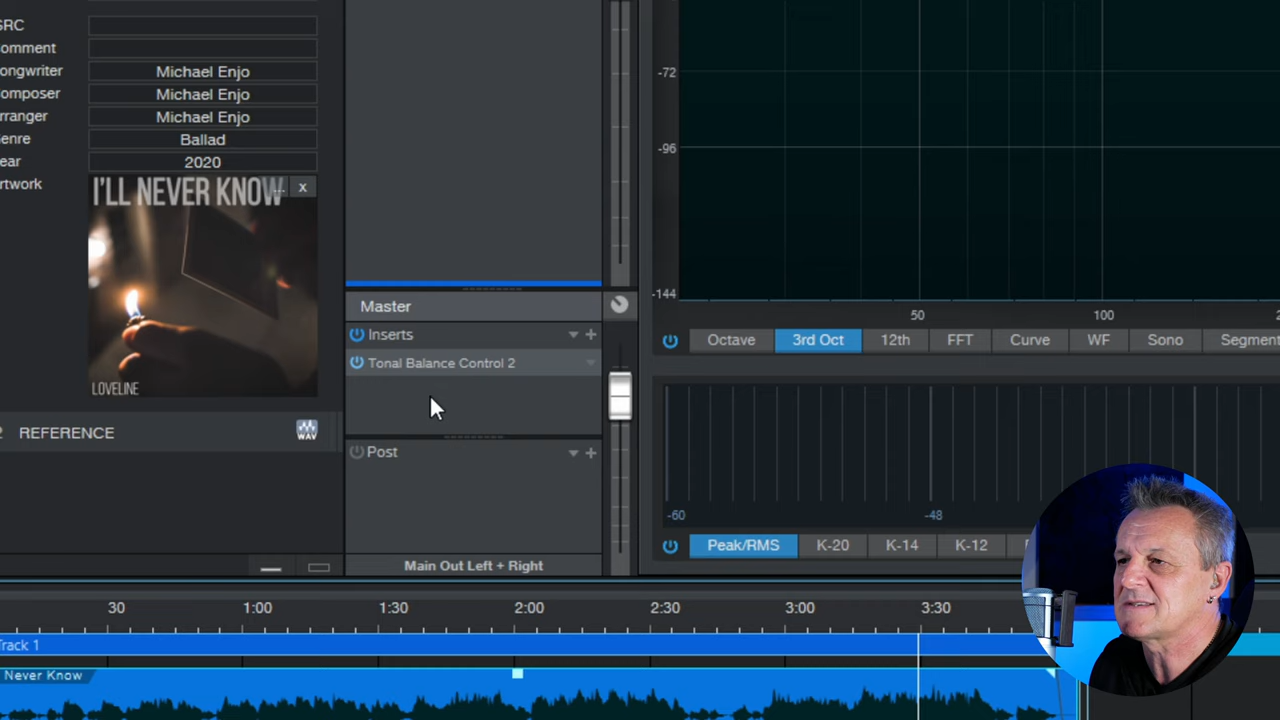 SRC
omment
ongwriter Michael Enjo
omposer Michael Enjo
rranger Michael Enjo
enre Ballad
ear 2020
rtwork
I'LL NEVER KNOW
... x
LOVELINE
2 REFERENCE
WAV
Master
Inserts
Tonal Balance Control 2
Post
Main Out Left + Right
-72
-96
-144
50 100 2
Octave 3rd Oct 12th FFT Curve WF Sono Segment
-60 -48
Peak/RMS K-20 K-14 K-12
30 1:00 1:30 2:00 2:30 3:00 3:30
Track 1
Never Know